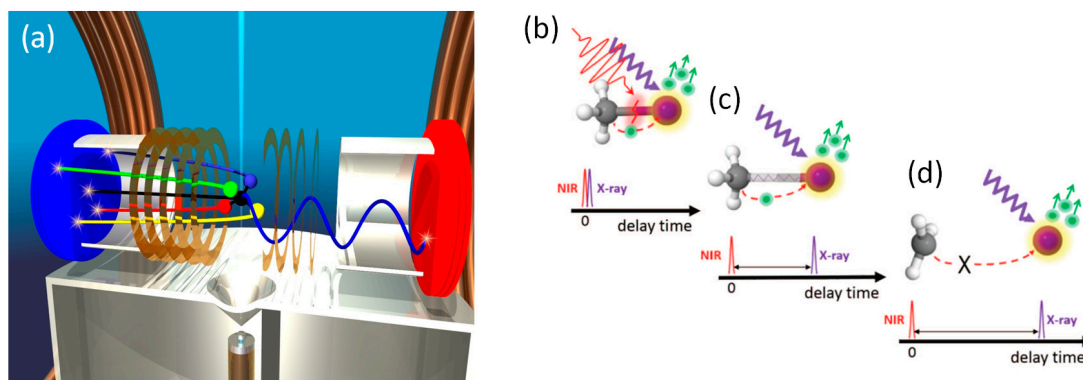 (a)
(b)
NIR
X-ray
0
delay time
(c)
NIR
X-ray
0
delay time
(d)
X
NIR
X-ray
0
delay time